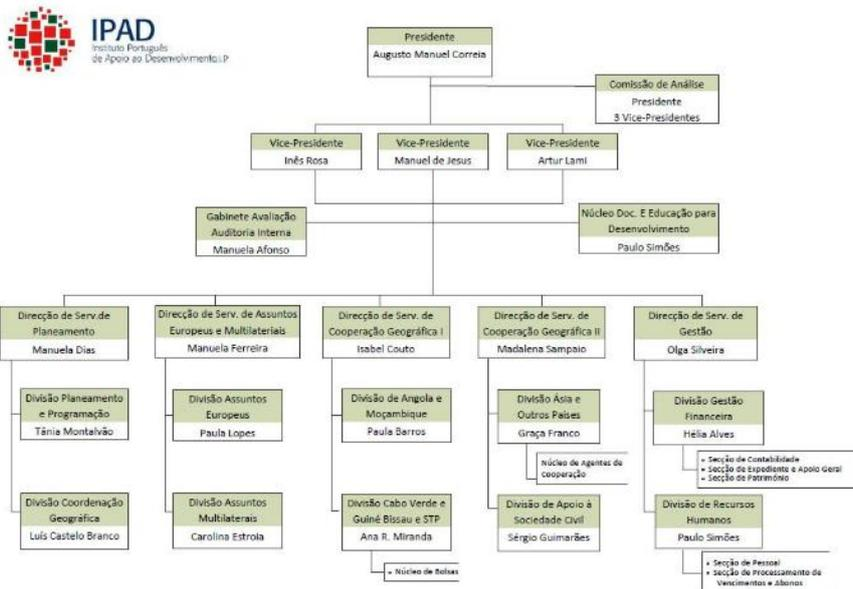 IPAD
Instituto Português
de Apoio ao Desenvolvimento,I.P
Presidente
Augusto Manuel Correia
Comissão de Análise
Presidente
3 Vice-Presidentes
Vice-Presidente
Inês Rosa
Vice-Presidente
Manuel de Jesus
Vice-Presidente
Artur Lami
Gabinete Avaliação
Auditoria Interna
Manuela Afonso
Núcleo Doc. E Educação para
Desenvolvimento
Paulo Simões
Direcção de Serv.de
Planeamento
Manuela Dias
Direcção de Serv. de Assuntos
Europeus e Multilateriais
Manuela Ferreira
Direcção de Serv. de
Cooperação Geográfica I
Isabel Couto
Direcção de Serv. de
Cooperação Geográfica II
Madalena Sampaio
Direcção de Serv. de
Gestão
Olga Silveira
Divisão Planeamento
e Programação
Tânia Montalvão
Divisão Assuntos
Europeus
Paula Lopes
Divisão de Angola e
Moçambique
Paula Barros
Divisão Ásia e
Outros Países
Graça Franco
Núcleo de Agentes de
Cooperação
Divisão Gestão
Financeira
Hélia Alves
• Secção de Contabilidade
• Secção de Expediente e Apoio Geral
• Secção de Património
Divisão Coordenação
Geográfica
Luís Castelo Branco
Divisão Assuntos
Multilaterais
Carolina Estroia
Divisão Cabo Verde e
Guiné Bissau e STP
Ana R. Miranda
• Núcleo de Bolsas
Divisão de Apoio à
Sociedade Civil
Sérgio Guimarães
Divisão de Recursos
Humanos
Paulo Simões
• Secção de Pessoal
• Secção de Processamento de
Vencimentos e Abonos